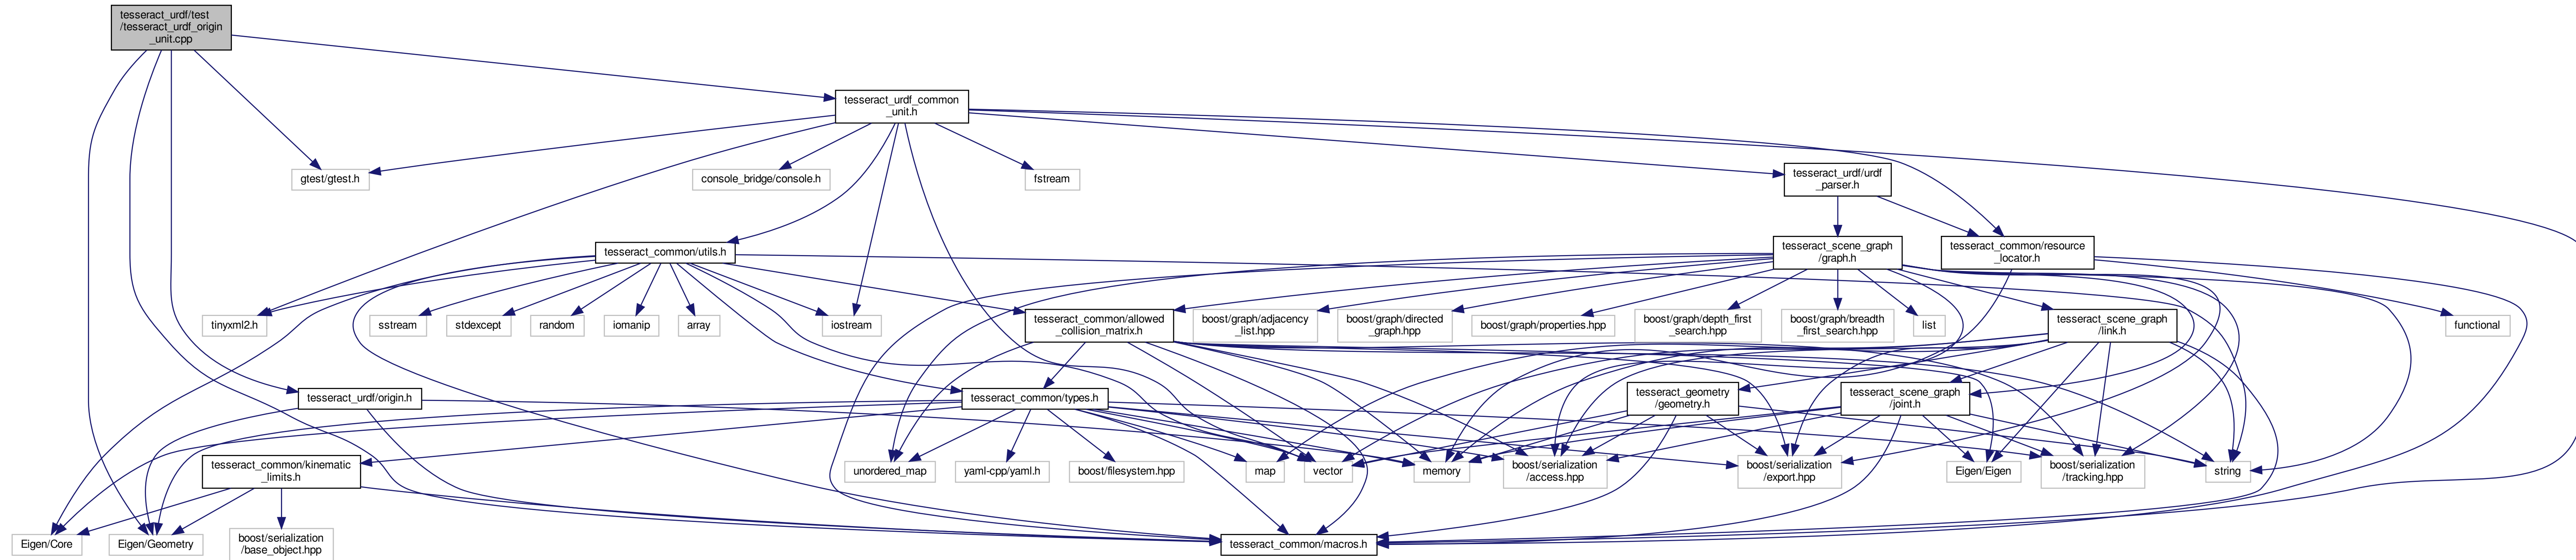 tesseract_urdf/test
/tesseract_urdf_origin
_unit.cpp
tesseract_urdf_common
_unit.h
gtest/gtest.h
console_bridge/console.h
fstream
tesseract_urdf/urdf
_parser.h
tesseract_common/utils.h
tesseract_scene_graph
/graph.h
tesseract_common/resource
_locator.h
tinyxml2.h
sstream
stdexcept
random
iomanip
array
iostream
tesseract_common/allowed
_collision_matrix.h
boost/graph/adjacency
_list.hpp
boost/graph/directed
_graph.hpp
boost/graph/properties.hpp
boost/graph/depth_first
_search.hpp
boost/graph/breadth
_first_search.hpp
list
tesseract_scene_graph
/link.h
functional
tesseract_urdf/origin.h
tesseract_common/types.h
tesseract_geometry
/geometry.h
tesseract_scene_graph
/joint.h
tesseract_common/kinematic
_limits.h
unordered_map
yaml-cpp/yaml.h
boost/filesystem.hpp
map
vector
memory
boost/serialization
/access.hpp
boost/serialization
/export.hpp
Eigen/Eigen
boost/serialization
/tracking.hpp
string
Eigen/Core
Eigen/Geometry
boost/serialization
/base_object.hpp
tesseract_common/macros.h